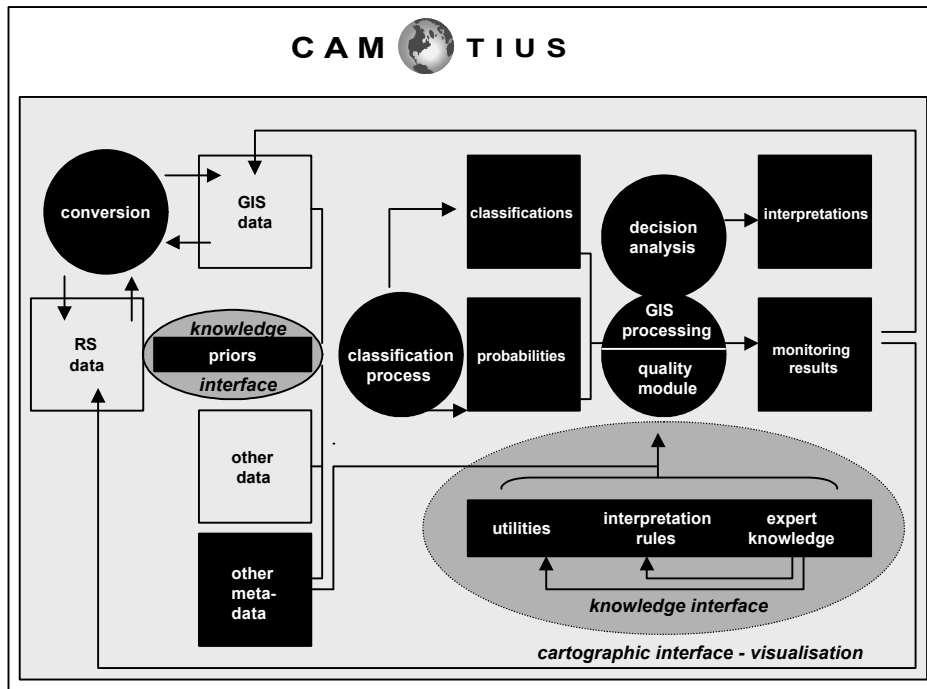 CAM TIUS
conversion
GIS
data
classifications
decision
analysis
interpretations
RS
data
knowledge
priors
interface
classification
process
probabilities
GIS
processing
quality
module
monitoring
results
other
data
other
meta-
data
utilities
interpretation
rules
expert
knowledge
knowledge interface
cartographic interface - visualisation